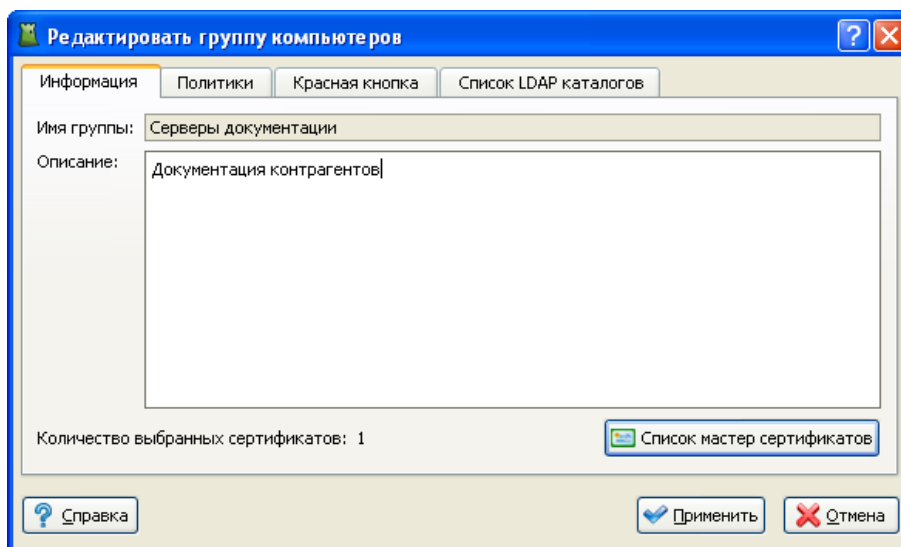 Редактировать группу компьютеров
Информация Политики Красная кнопка Список LDAP каталогов
Имя группы: Серверы документации
Описание: Документация контрагентов
Количество выбранных сертификатов: 1 Список мастер сертификатов
Справка Применить Отмена